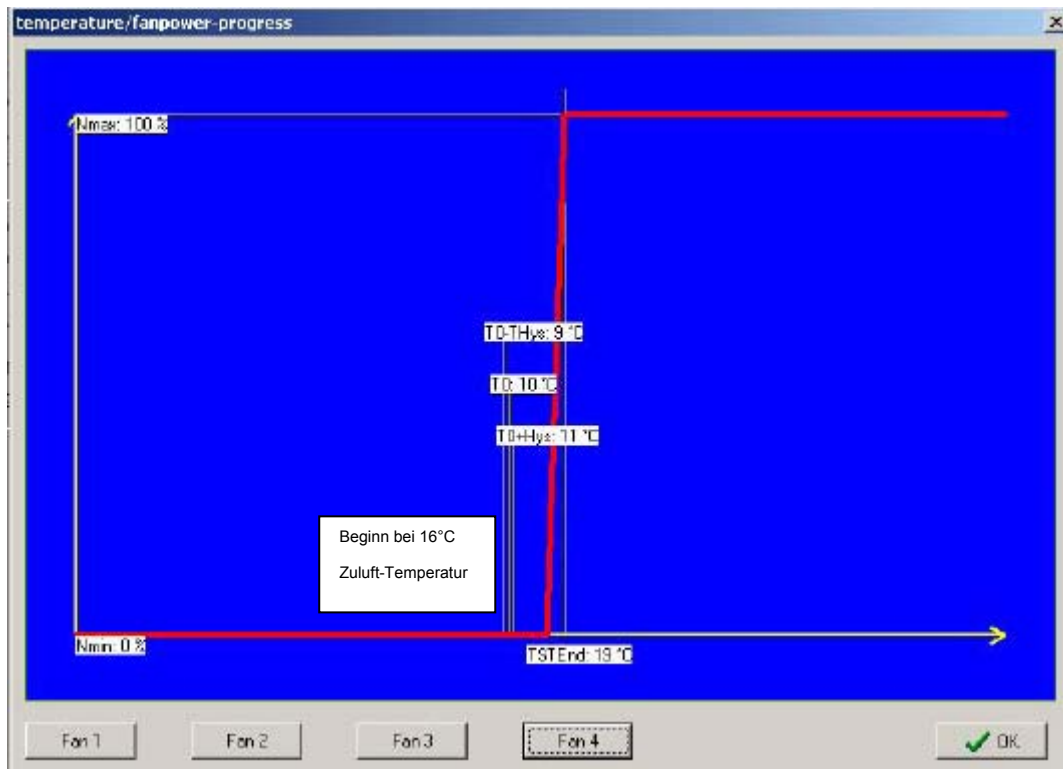 temperature/fanpower-progress
Nmax: 100 %
T0-THys: 9 °C
T0: 10 °C
T0+Hys: 11 °C
Beginn bei 16°C
Zuluft-Temperatur
Nmin: 0 %
TSTEnd: 19 °C
Fan 1
Fan 2
Fan 3
Fan 4
OK